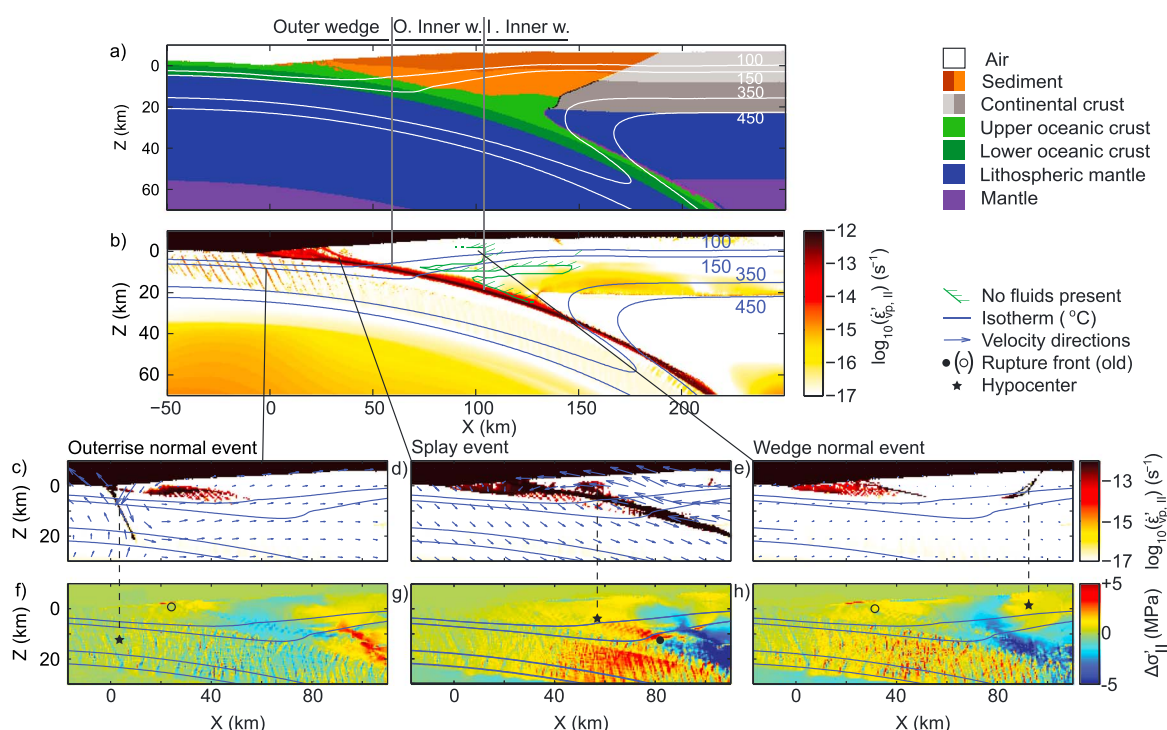 Outer wedge O. Inner w. I . Inner w.
a)
0
20
40
60
Z (km)
100
150
350
450
Air
Sediment
Continental crust
Upper oceanic crust
Lower oceanic crust
Lithospheric mantle
Mantle
b)
0
20
40
60
Z (km)
100
150
350
450
−50 0 50 100 150 200
X (km)
−12
−13
−14
−15
−16
−17
log10(ε̇'vp, II) (s⁻¹)
No fluids present
Isotherm ( °C)
Velocity directions
Rupture front (old)
Hypocenter
Outerrise normal event
Splay event
Wedge normal event
c)
d)
e)
0
10
20
Z (km)
−13
−15
−17
log10(ε̇'vp, II) (s⁻¹)
f)
g)
h)
0
20
Z (km)
+5
0
-5
Δσ'II (MPa)
0 40 80
0 40 80
0 40 80
X (km)
X (km)
X (km)